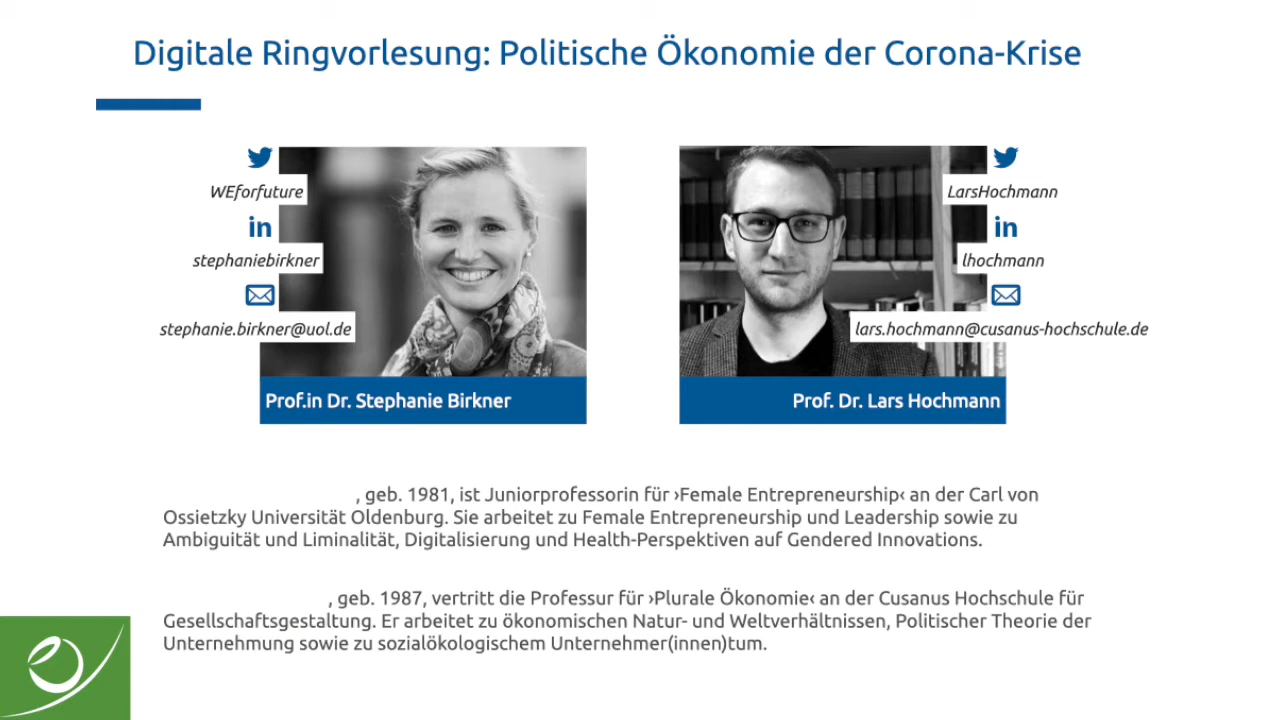 Digitale Ringvorlesung: Politische Ökonomie der Corona-Krise
WEforfuture
in
stephaniebirkner
stephanie.birkner@uol.de
Prof.in Dr. Stephanie Birkner
LarsHochmann
in
lhochmann
lars.hochmann@cusanus-hochschule.de
Prof. Dr. Lars Hochmann
, geb. 1981, ist Juniorprofessorin für ›Female Entrepreneurship‹ an der Carl von
Ossietzky Universität Oldenburg. Sie arbeitet zu Female Entrepreneurship und Leadership sowie zu
Ambiguität und Liminalität, Digitalisierung und Health-Perspektiven auf Gendered Innovations.
, geb. 1987, vertritt die Professur für ›Plurale Ökonomie‹ an der Cusanus Hochschule für
Gesellschaftsgestaltung. Er arbeitet zu ökonomischen Natur- und Weltverhältnissen, Politischer Theorie der
Unternehmung sowie zu sozialökologischem Unternehmer(innen)tum.